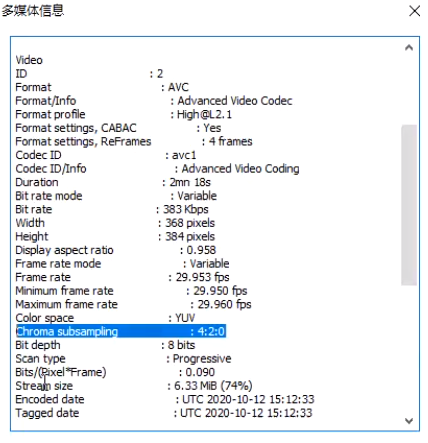 多媒体信息
Video
ID : 2
Format : AVC
Format/Info : Advanced Video Codec
Format profile : High@L2.1
Format settings, CABAC : Yes
Format settings, ReFrames : 4 frames
Codec ID : avc1
Codec ID/Info : Advanced Video Coding
Duration : 2mn 18s
Bit rate mode : Variable
Bit rate : 383 Kbps
Width : 368 pixels
Height : 384 pixels
Display aspect ratio : 0.958
Frame rate mode : Variable
Frame rate : 29.953 fps
Minimum frame rate : 29.950 fps
Maximum frame rate : 29.960 fps
Color space : YUV
Chroma subsampling : 4:2:0
Bit depth : 8 bits
Scan type : Progressive
Bits/(Pixel*Frame) : 0.090
Stream size : 6.33 MiB (74%)
Encoded date : UTC 2020-10-12 15:12:33
Tagged date : UTC 2020-10-12 15:12:33